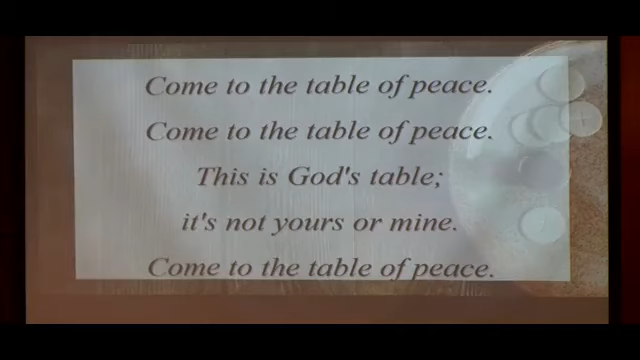 Come to the table of peace.
Come to the table of peace.
This is God's table;
it's not yours or mine.
Come to the table of peace.